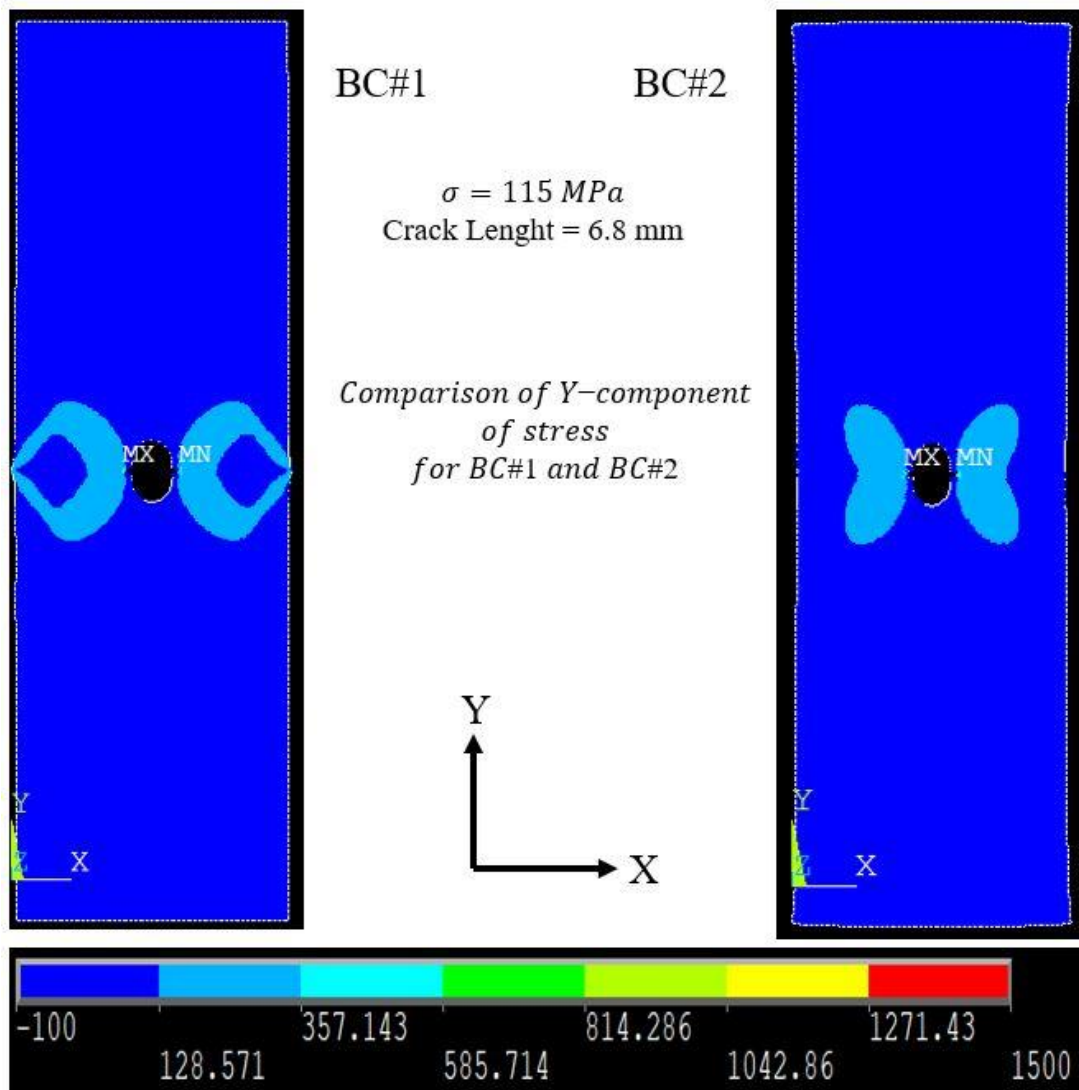 BC#1
BC#2
σ = 115 MPa
Crack Lenght = 6.8 mm
Comparison of Y−component
of stress
for BC#1 and BC#2
MX MN
MX MN
Y
X
Y
Z X
Y
Z X
-100 357.143 814.286 1271.43
128.571 585.714 1042.86 1500